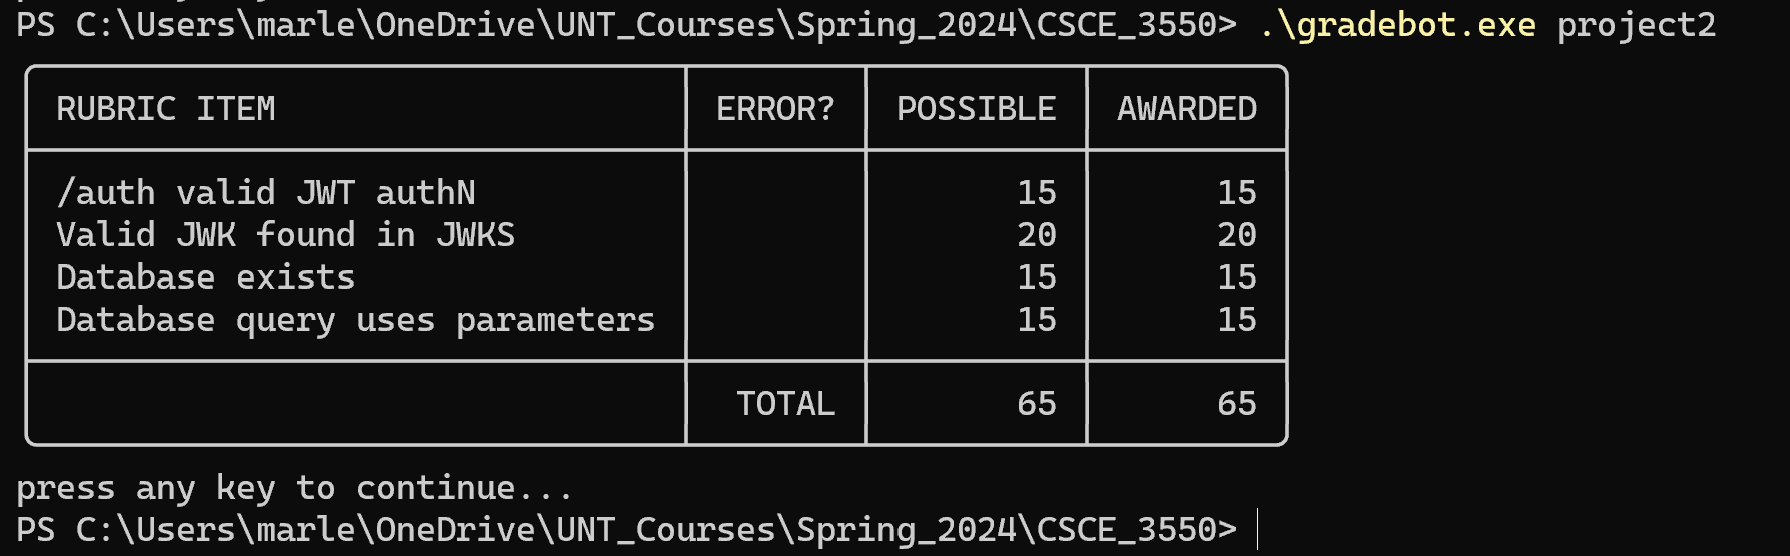 PS C:\Users\marle\OneDrive\UNT_Courses\Spring_2024\CSCE_3550> .\gradebot.exe project2
RUBRIC ITEM ERROR? POSSIBLE AWARDED
/auth valid JWT authN 15 15
Valid JWK found in JWKS 20 20
Database exists 15 15
Database query uses parameters 15 15
TOTAL 65 65
press any key to continue...
PS C:\Users\marle\OneDrive\UNT_Courses\Spring_2024\CSCE_3550>